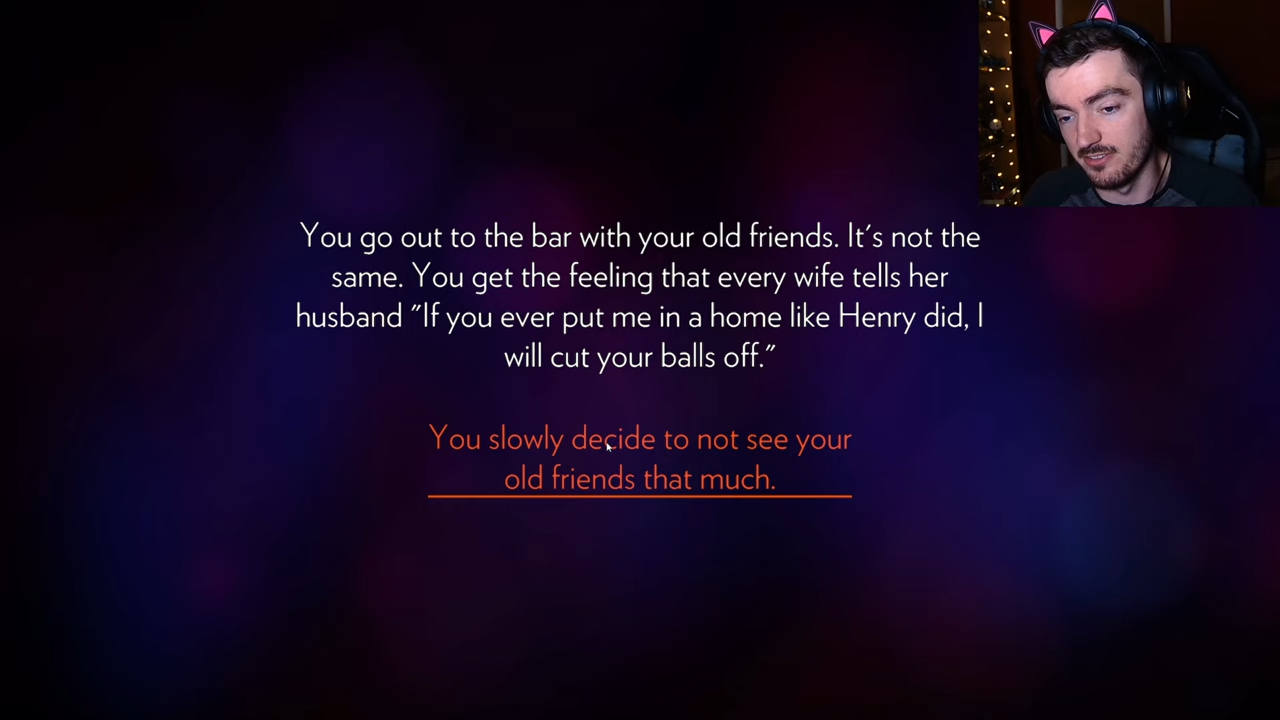 You go out to the bar with your old friends. It's not the
same. You get the feeling that every wife tells her
husband "If you ever put me in a home like Henry did, I
will cut your balls off."
You slowly decide to not see your
old friends that much.